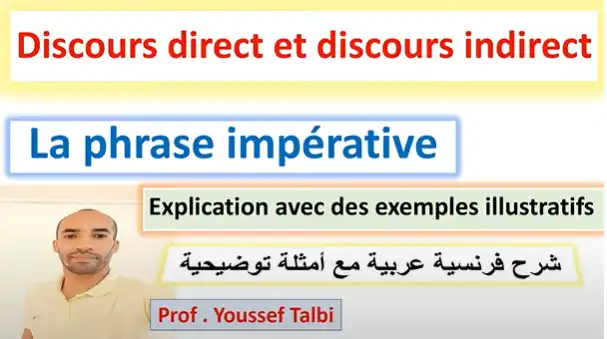 Discours direct et discours indirect
La phrase impérative
Explication avec des exemples illustratifs
شرح فرنسية عربية مع أمثلة توضيحية
Prof . Youssef Talbi